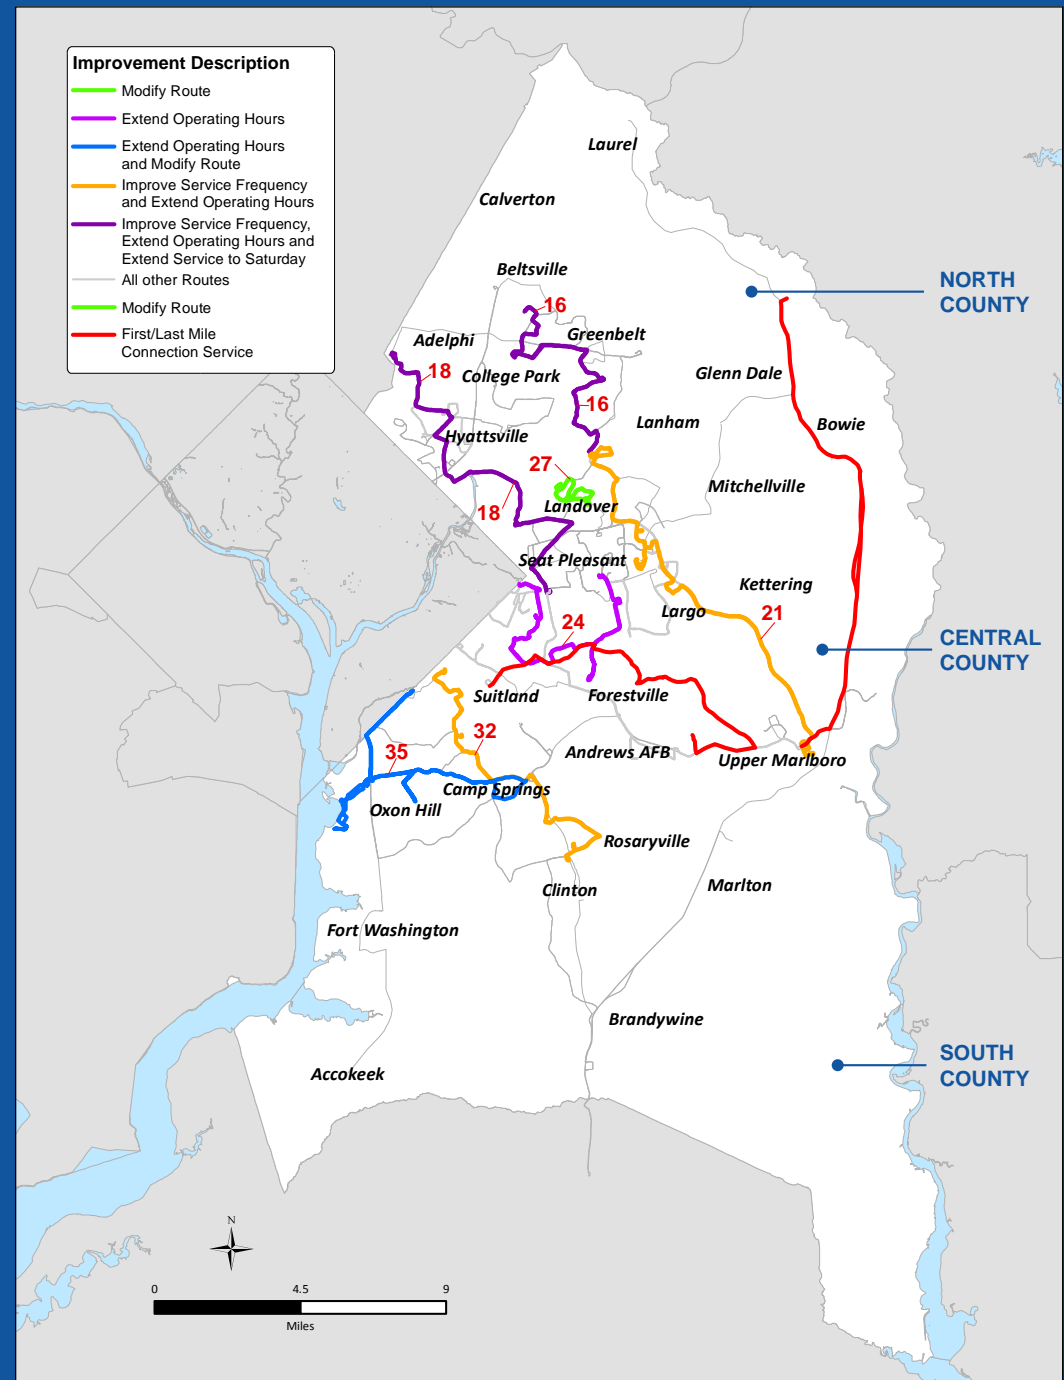 Improvement Description
Modify Route
Extend Operating Hours
Extend Operating Hours
and Modify Route
Improve Service Frequency
and Extend Operating Hours
Improve Service Frequency,
Extend Operating Hours and
Extend Service to Saturday
All other Routes
Modify Route
First/Last Mile
Connection Service
Laurel
Calverton
Beltsville
NORTH
COUNTY
16
Greenbelt
Adelphi
18
College Park
Glenn Dale
16
Lanham
Bowie
Hyattsville
27
Mitchellville
Landover
18
Seat Pleasant
Kettering
Largo
21
24
CENTRAL
COUNTY
Suitland
Forestville
32
35
Andrews AFB
Upper Marlboro
Camp Springs
Oxon Hill
Rosaryville
Clinton
Marlton
Fort Washington
Brandywine
SOUTH
COUNTY
Accokeek
N
0
4.5
9
Miles